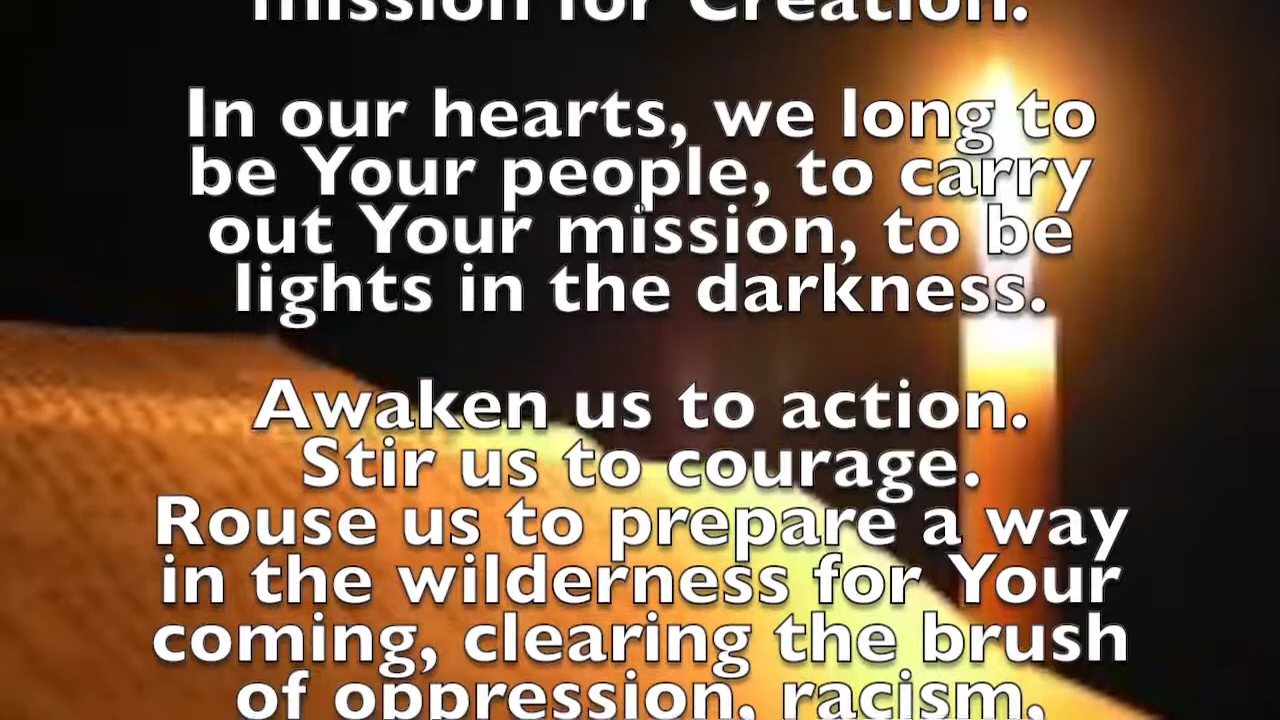 mission for Creation.
In our hearts, we long to
be Your people, to carry
out Your mission, to be
lights in the darkness.
Awaken us to action.
Stir us to courage.
Rouse us to prepare a way
in the wilderness for Your
coming, clearing the brush
of oppression, racism,